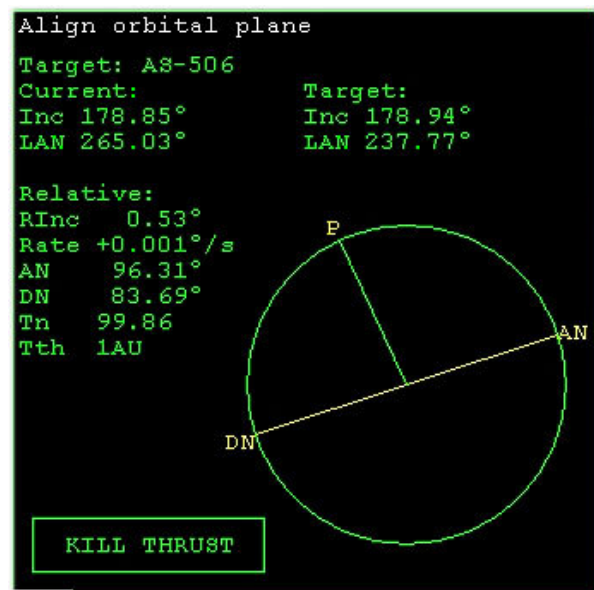 Align orbital plane
Target: AS-506
Current: Target:
Inc 178.85° Inc 178.94°
LAN 265.03° LAN 237.77°
Relative:
RInc 0.53°
Rate +0.001°/s
AN 96.31°
DN 83.69°
Tn 99.86
Tth 1AU
P
AN
DN
KILL THRUST